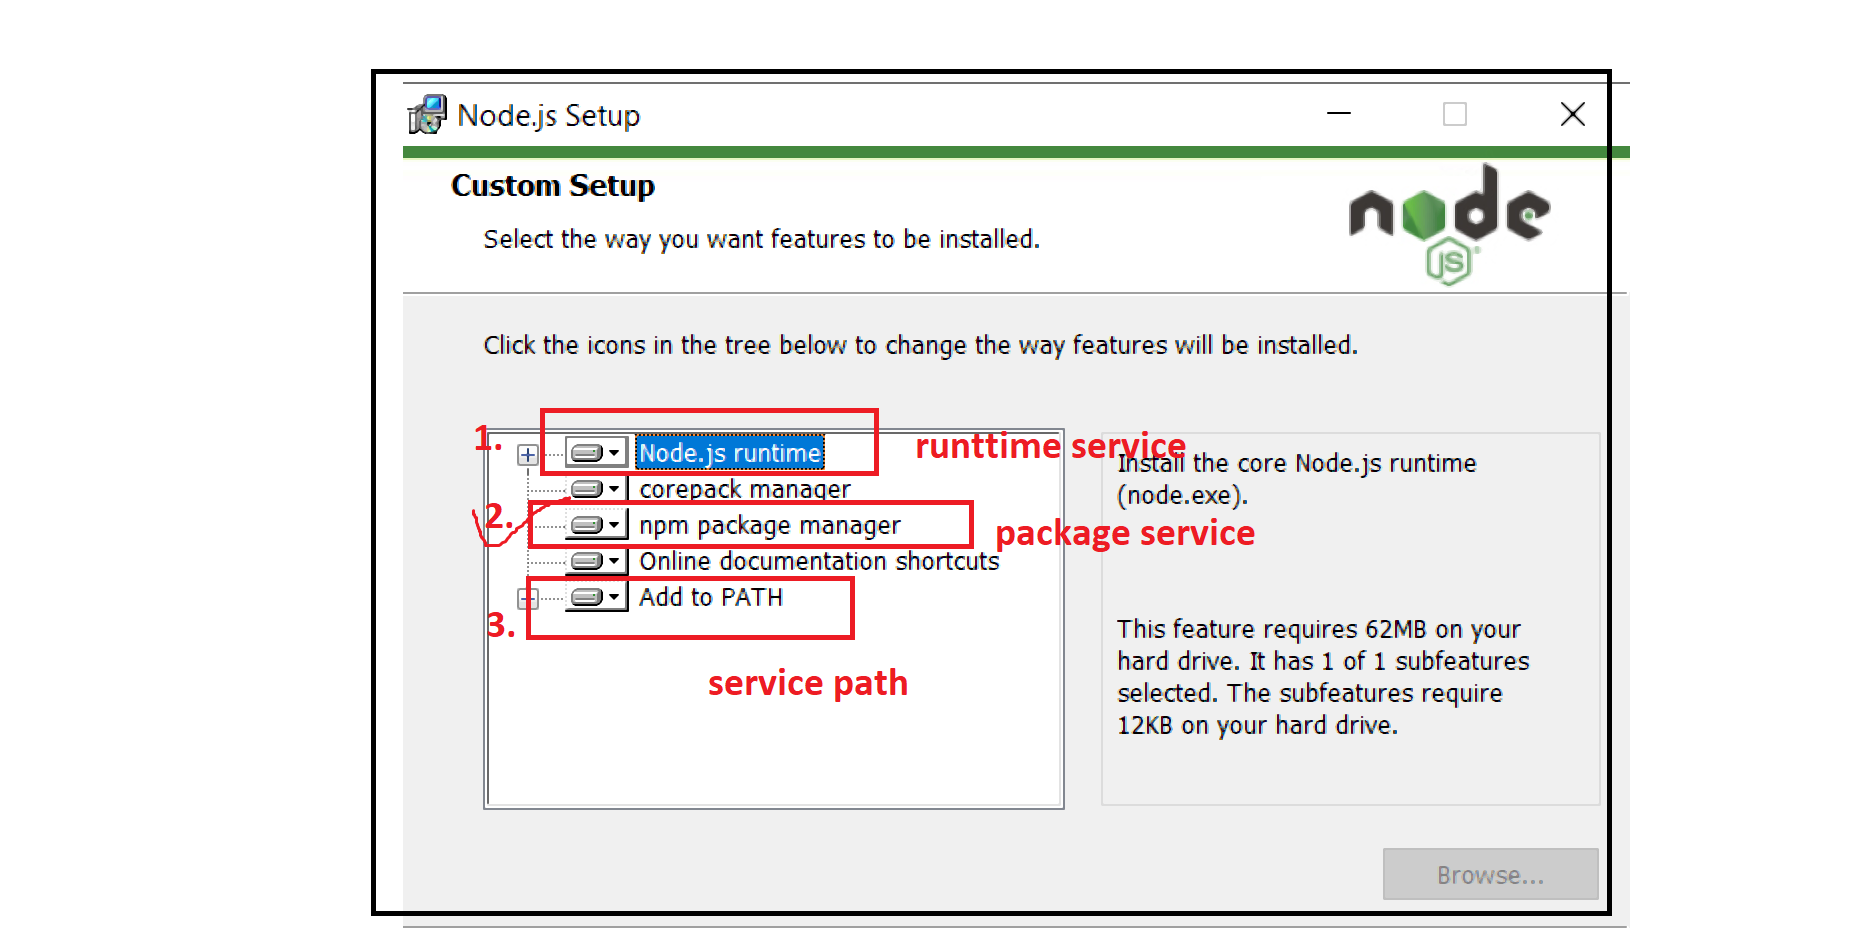 Node.js Setup
Custom Setup
Select the way you want features to be installed.
node
JS
Click the icons in the tree below to change the way features will be installed.
1.
Node.js runtime
runttime service
corepack manager
2.
npm package manager
package service
Online documentation shortcuts
3.
Add to PATH
service path
Install the core Node.js runtime
(node.exe).
This feature requires 62MB on your
hard drive. It has 1 of 1 subfeatures
selected. The subfeatures require
12KB on your hard drive.
Browse...